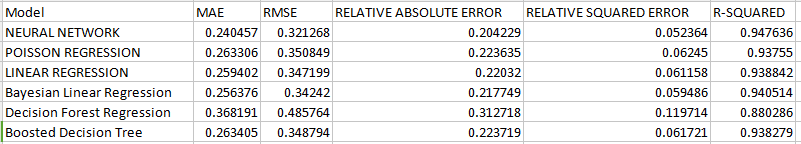 Model MAE RMSE RELATIVE ABSOLUTE ERROR RELATIVE SQUARED ERROR R-SQUARED
NEURAL NETWORK 0.240457 0.321268 0.204229 0.052364 0.947636
POISSON REGRESSION 0.263306 0.350849 0.223635 0.06245 0.93755
LINEAR REGRESSION 0.259402 0.347199 0.22032 0.061158 0.938842
Bayesian Linear Regression 0.256376 0.34242 0.217749 0.059486 0.940514
Decision Forest Regression 0.368191 0.485764 0.312718 0.119714 0.880286
Boosted Decision Tree 0.263405 0.348794 0.223719 0.061721 0.938279